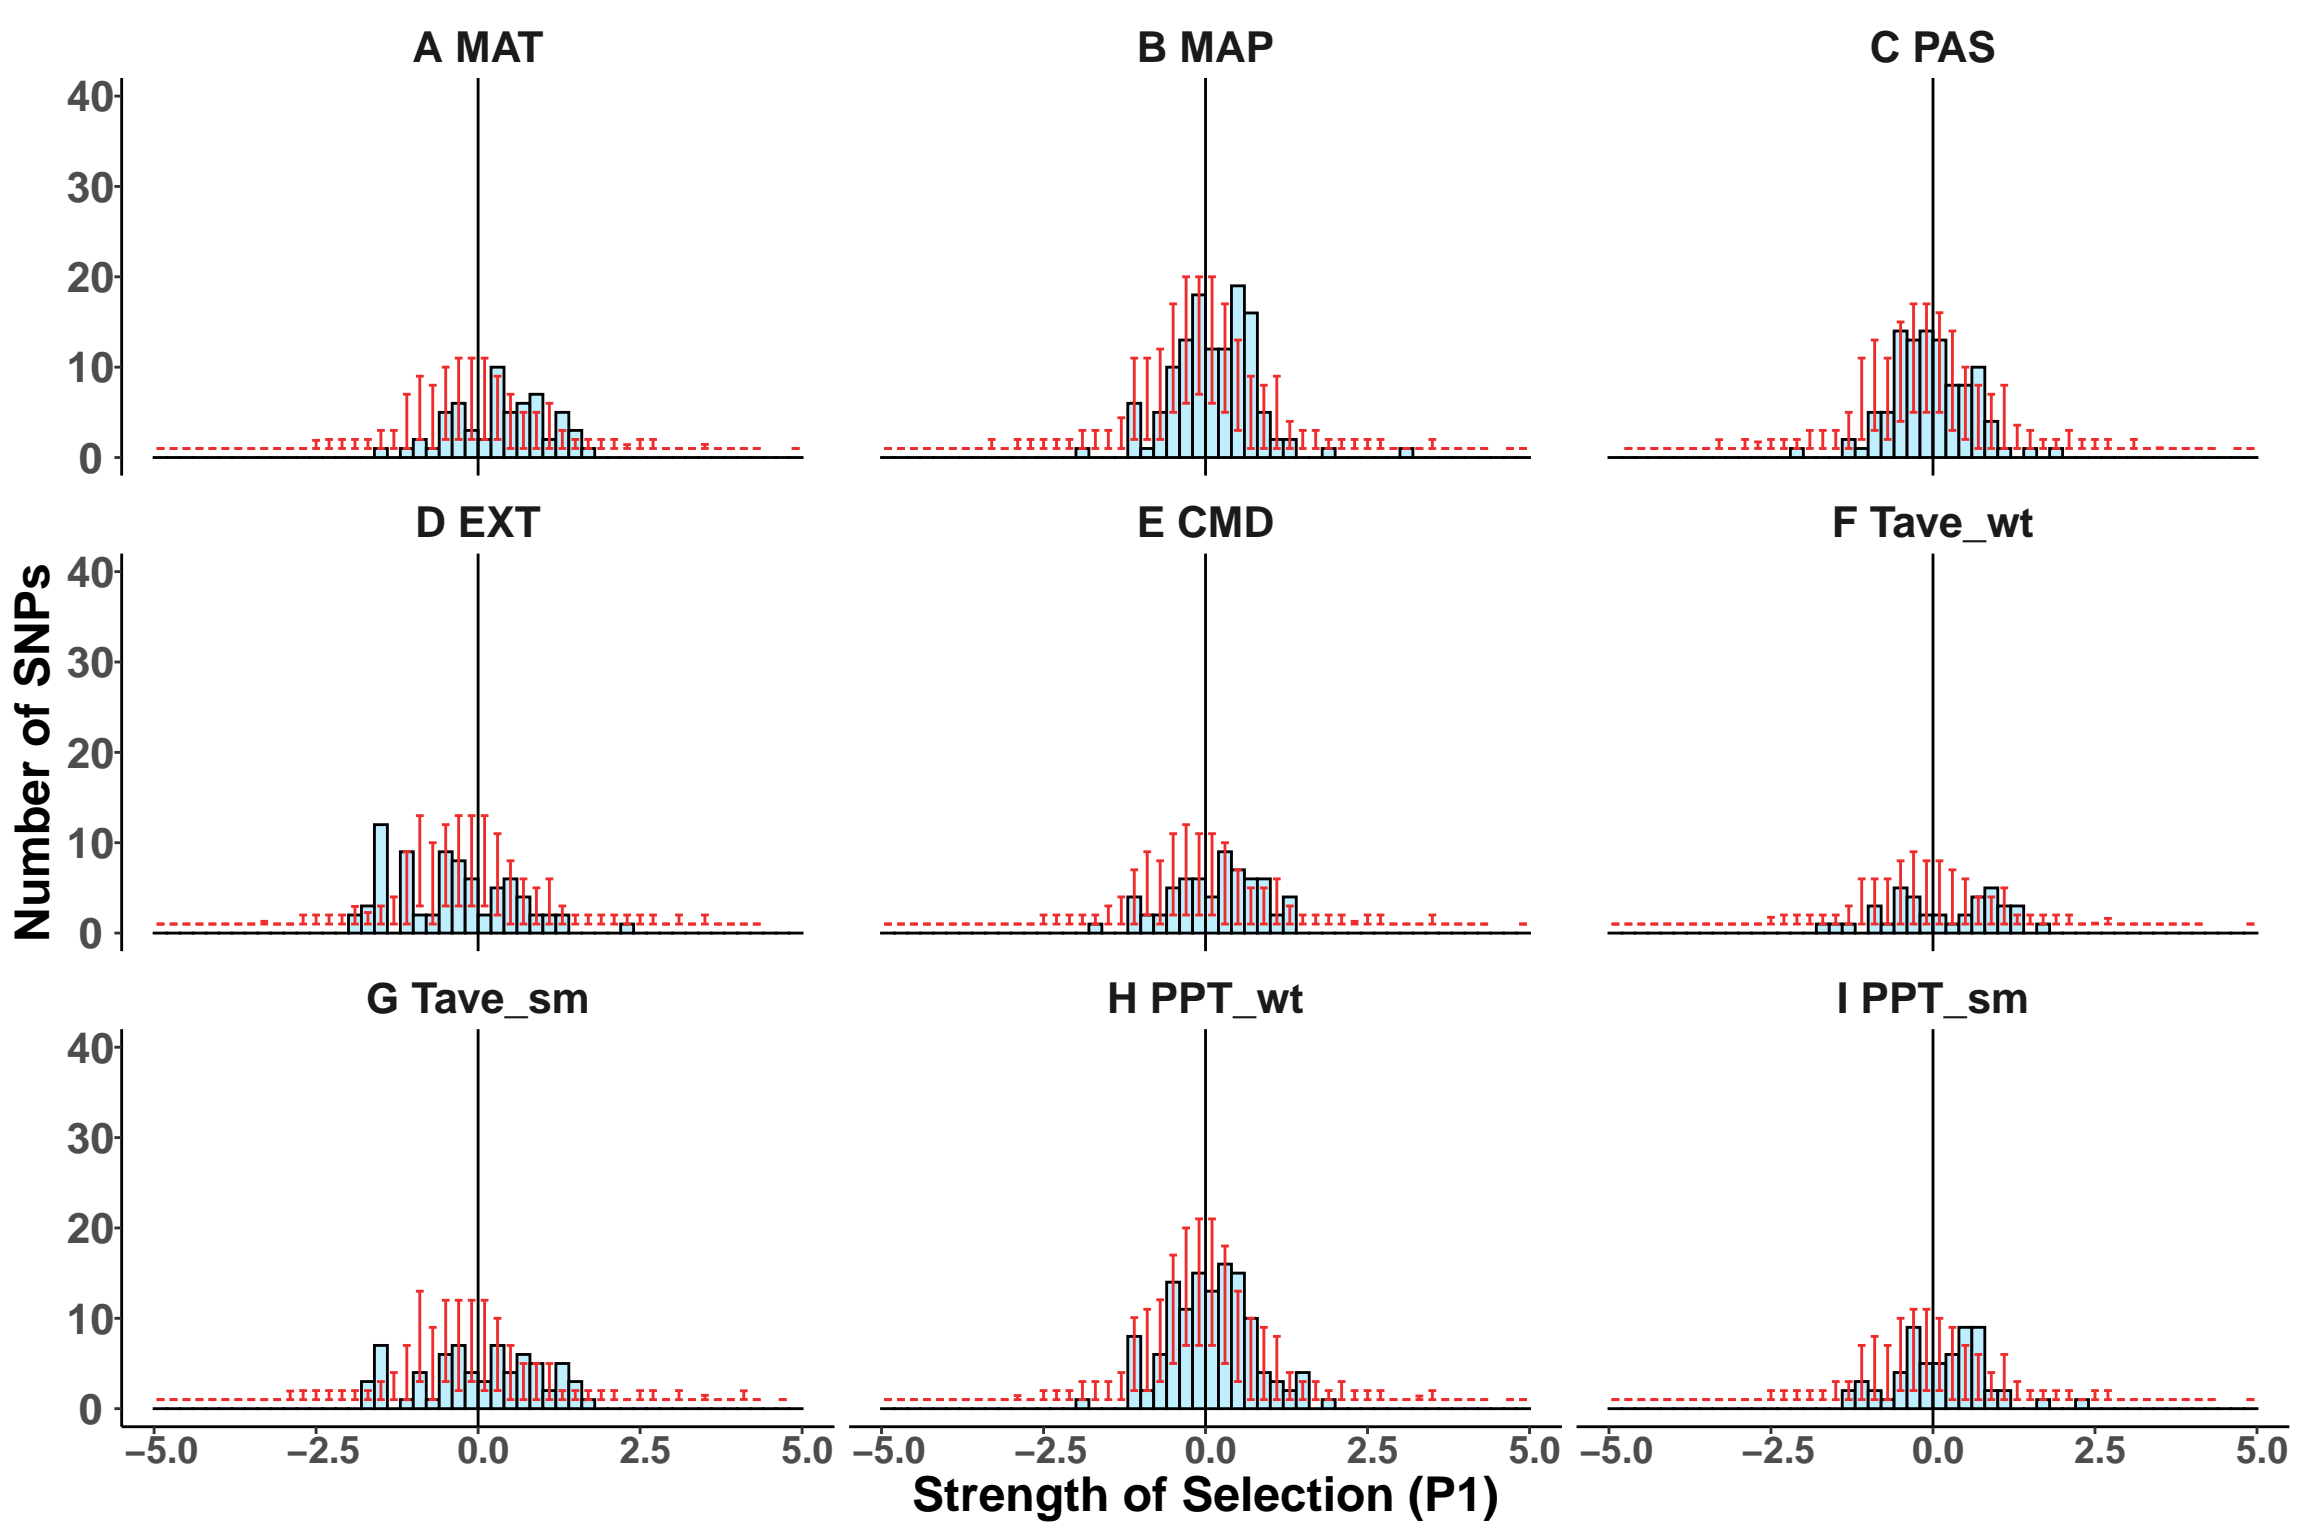 A MAT
B MAP
C PAS
40
30
20
10
0
D EXT
E CMD
F Tave_wt
Number of SNPs
40
30
20
10
0
G Tave_sm
H PPT_wt
I PPT_sm
40
30
20
10
0
−5.0 −2.5 0.0 2.5 5.0
−5.0 −2.5 0.0 2.5 5.0
−5.0 −2.5 0.0 2.5 5.0
Strength of Selection (P1)